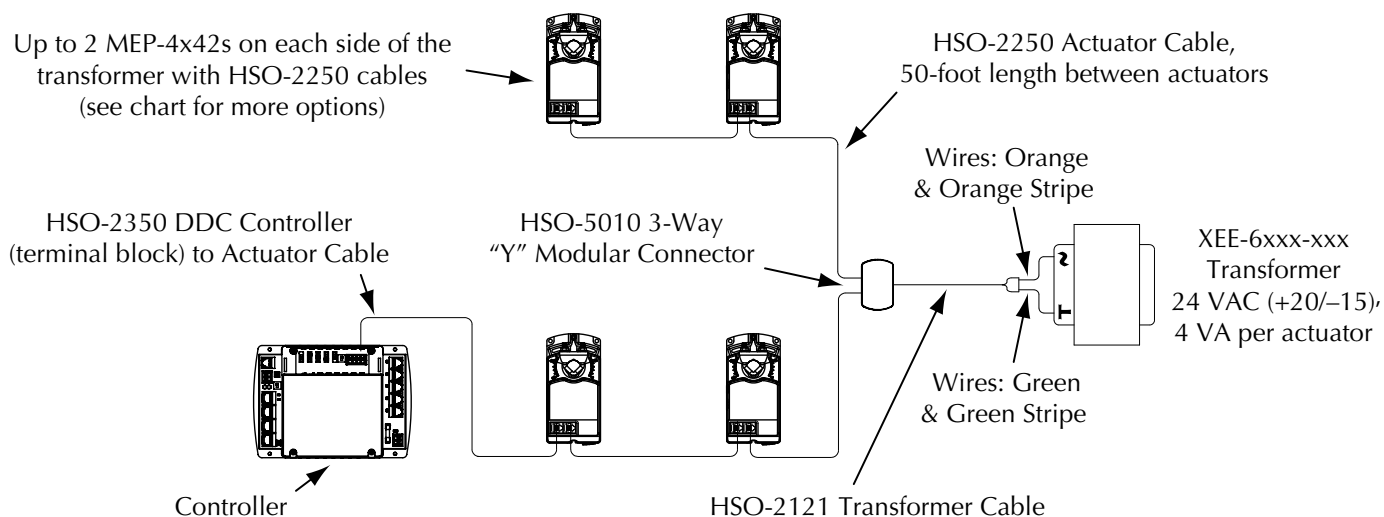 Up to 2 MEP-4x42s on each side of the
transformer with HSO-2250 cables
(see chart for more options)
HSO-2250 Actuator Cable,
50-foot length between actuators
Wires: Orange
& Orange Stripe
HSO-2350 DDC Controller
(terminal block) to Actuator Cable
HSO-5010 3-Way
“Y” Modular Connector
XEE-6xxx-xxx
Transformer
24 VAC (+20/–15),
4 VA per actuator
~
⊥
Wires: Green
& Green Stripe
Controller
HSO-2121 Transformer Cable